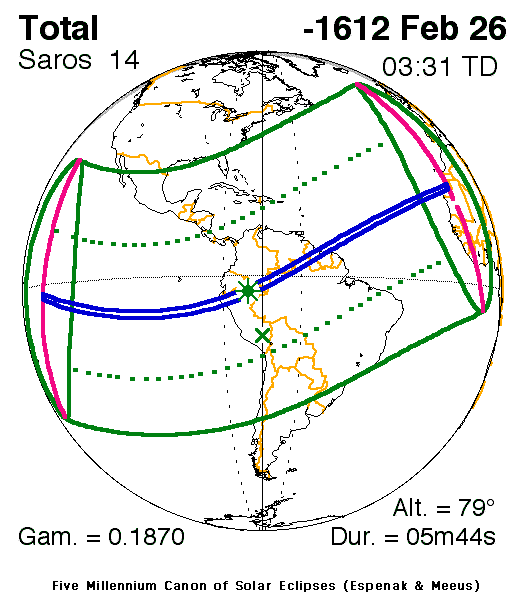 Total -1612 Feb 26
Saros 14 03:31 TD
Alt. = 79°
Gam. = 0.1870 Dur. = 05m44s
Five Millennium Canon of Solar Eclipses (Espenak & Meeus)